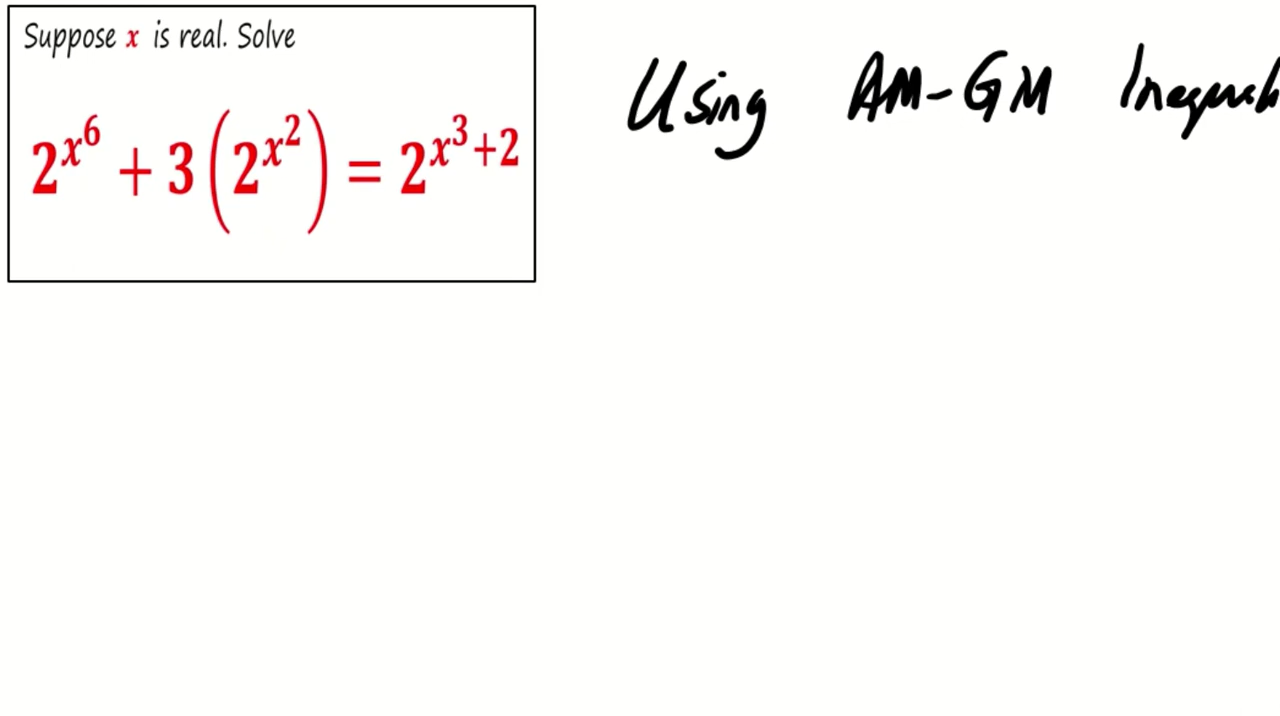 Suppose x is real. Solve
2^{x^6} + 3(2^{x^2}) = 2^{x^3+2}
Using AM-GM